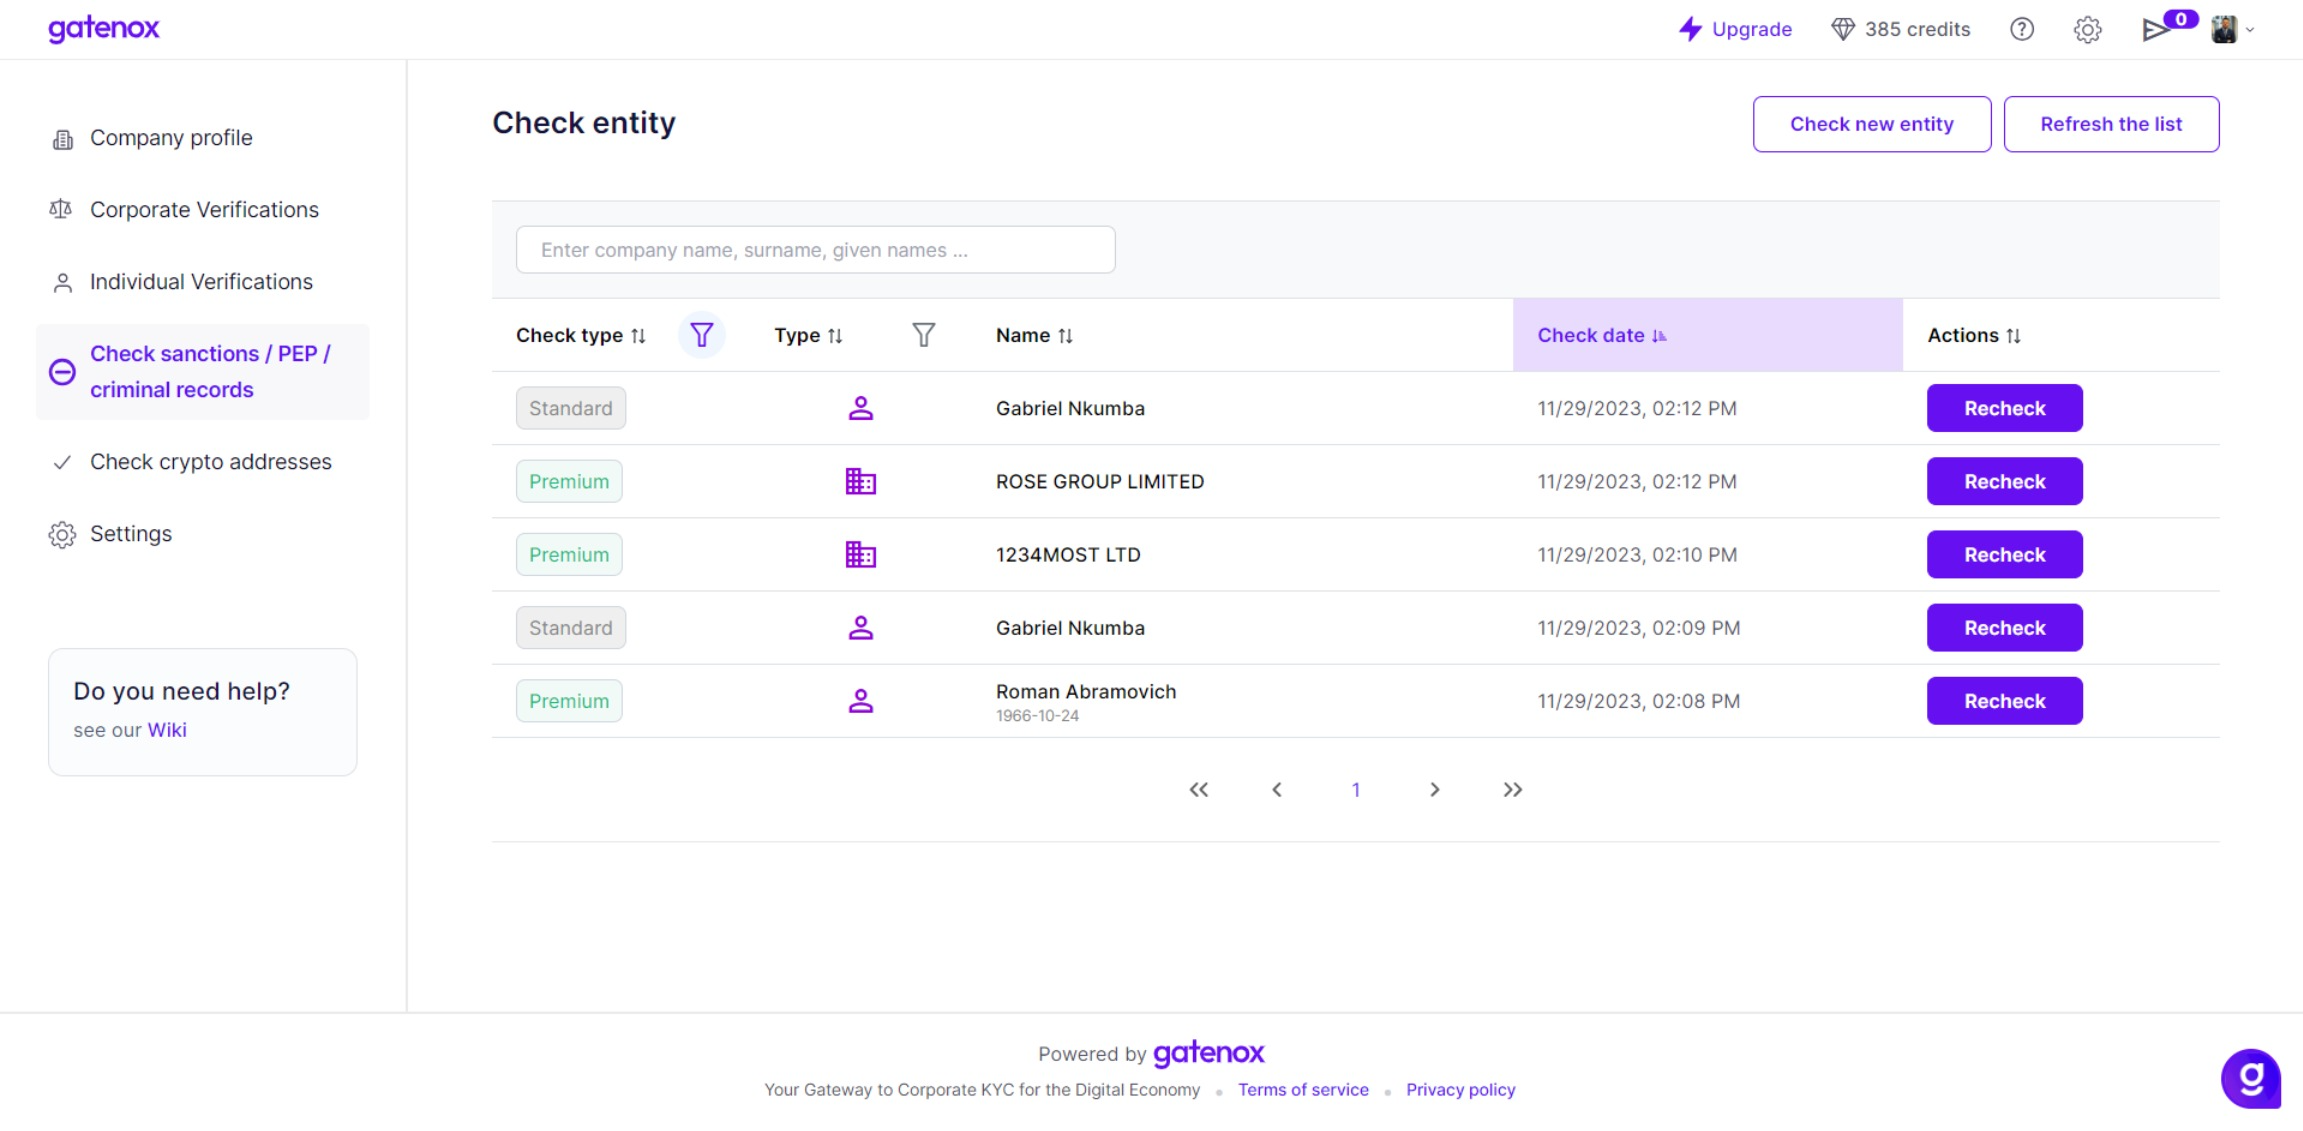 gatenox
Upgrade
385 credits
0
Company profile
Corporate Verifications
Individual Verifications
Check sanctions / PEP /
criminal records
Check crypto addresses
Settings
Do you need help?
see our Wiki
Check entity
Check new entity
Refresh the list
Enter company name, surname, given names ...
Check type Type Name Check date Actions
Standard Gabriel Nkumba 11/29/2023, 02:12 PM Recheck
Premium ROSE GROUP LIMITED 11/29/2023, 02:12 PM Recheck
Premium 1234MOST LTD 11/29/2023, 02:10 PM Recheck
Standard Gabriel Nkumba 11/29/2023, 02:09 PM Recheck
Premium Roman Abramovich 11/29/2023, 02:08 PM Recheck
1966-10-24
1
Powered by gatenox
Your Gateway to Corporate KYC for the Digital Economy • Terms of service • Privacy policy
g